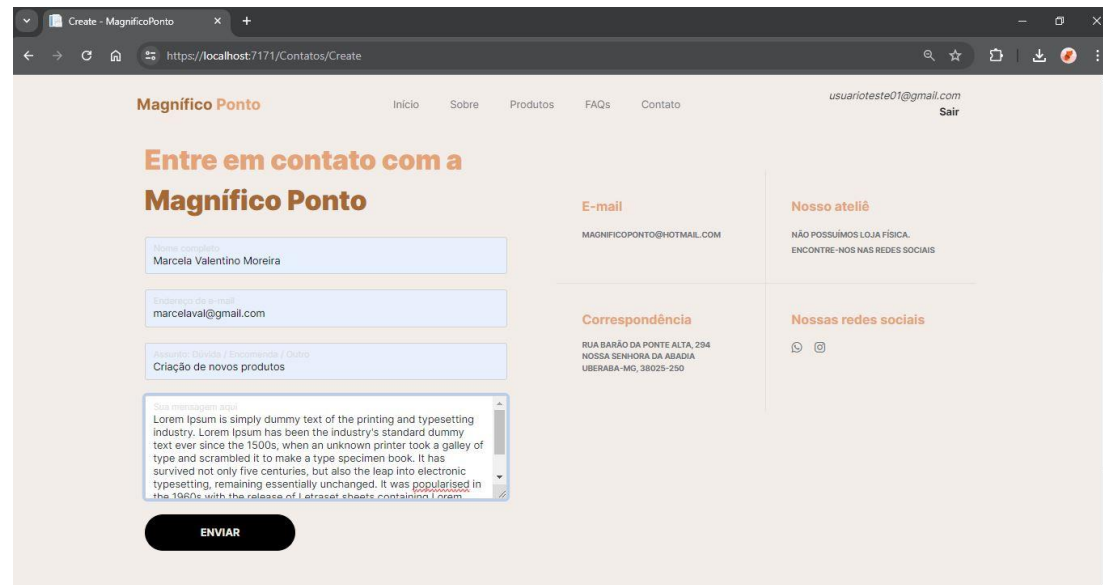 Create - MagnificoPonto
https://localhost:7171/Contatos/Create
Magnífico Ponto
Início Sobre Produtos FAQs Contato
usuarioteste01@gmail.com
Sair
Entre em contato com a
Magnífico Ponto
Nome completo
Marcela Valentino Moreira
Endereço de e-mail
marcelaval@gmail.com
Assunto: Dúvida / Encomenda / Outro
Criação de novos produtos
Sua mensagem aqui
Lorem Ipsum is simply dummy text of the printing and typesetting
industry. Lorem Ipsum has been the industry's standard dummy
text ever since the 1500s, when an unknown printer took a galley of
type and scrambled it to make a type specimen book. It has
survived not only five centuries, but also the leap into electronic
typesetting, remaining essentially unchanged. It was popularised in
the 1960s with the release of Letraset sheets containing Lorem
ENVIAR
E-mail
MAGNIFICOPONTO@HOTMAIL.COM
Nosso ateliê
NÃO POSSUÍMOS LOJA FÍSICA.
ENCONTRE-NOS NAS REDES SOCIAIS
Correspondência
RUA BARÃO DA PONTE ALTA, 294
NOSSA SENHORA DA ABADIA
UBERABA-MG, 38025-250
Nossas redes sociais